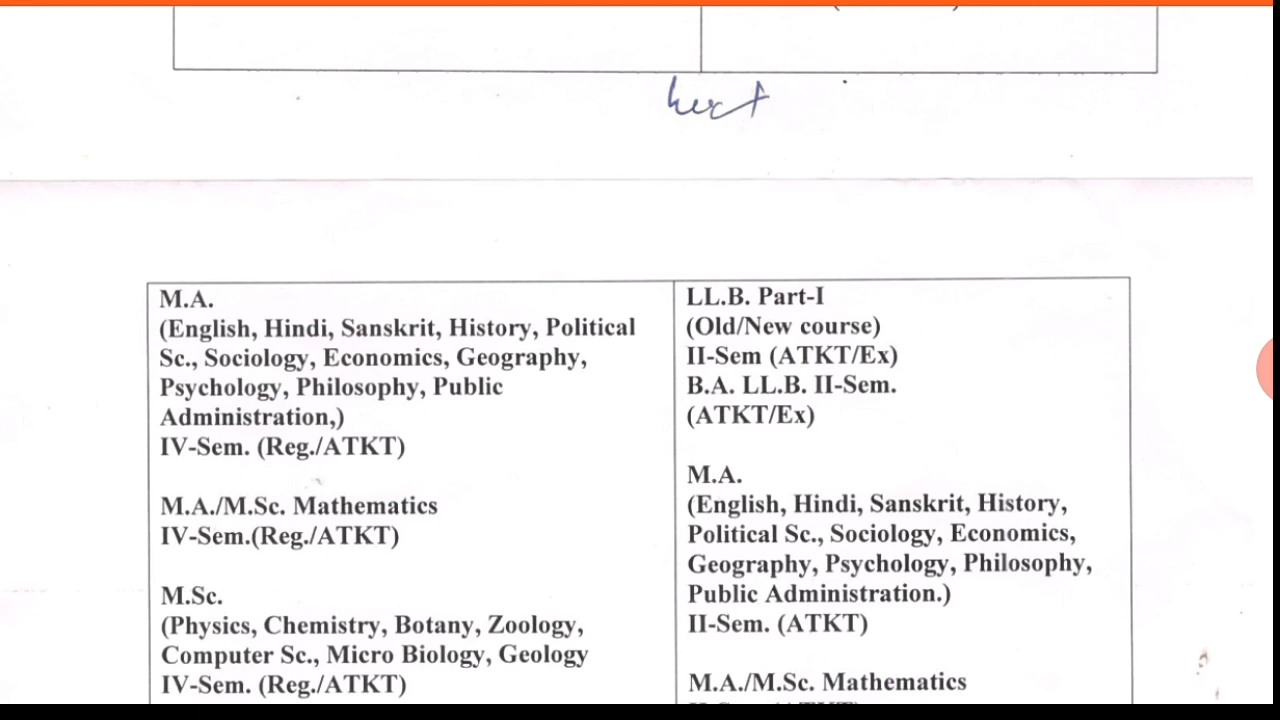 M.A.
(English, Hindi, Sanskrit, History, Political
Sc., Sociology, Economics, Geography,
Psychology, Philosophy, Public
Administration,)
IV-Sem. (Reg./ATKT)
M.A./M.Sc. Mathematics
IV-Sem.(Reg./ATKT)
M.Sc.
(Physics, Chemistry, Botany, Zoology,
Computer Sc., Micro Biology, Geology
IV-Sem. (Reg./ATKT)
LL.B. Part-I
(Old/New course)
II-Sem (ATKT/Ex)
B.A. LL.B. II-Sem.
(ATKT/Ex)
M.A.
(English, Hindi, Sanskrit, History,
Political Sc., Sociology, Economics,
Geography, Psychology, Philosophy,
Public Administration.)
II-Sem. (ATKT)
M.A./M.Sc. Mathematics